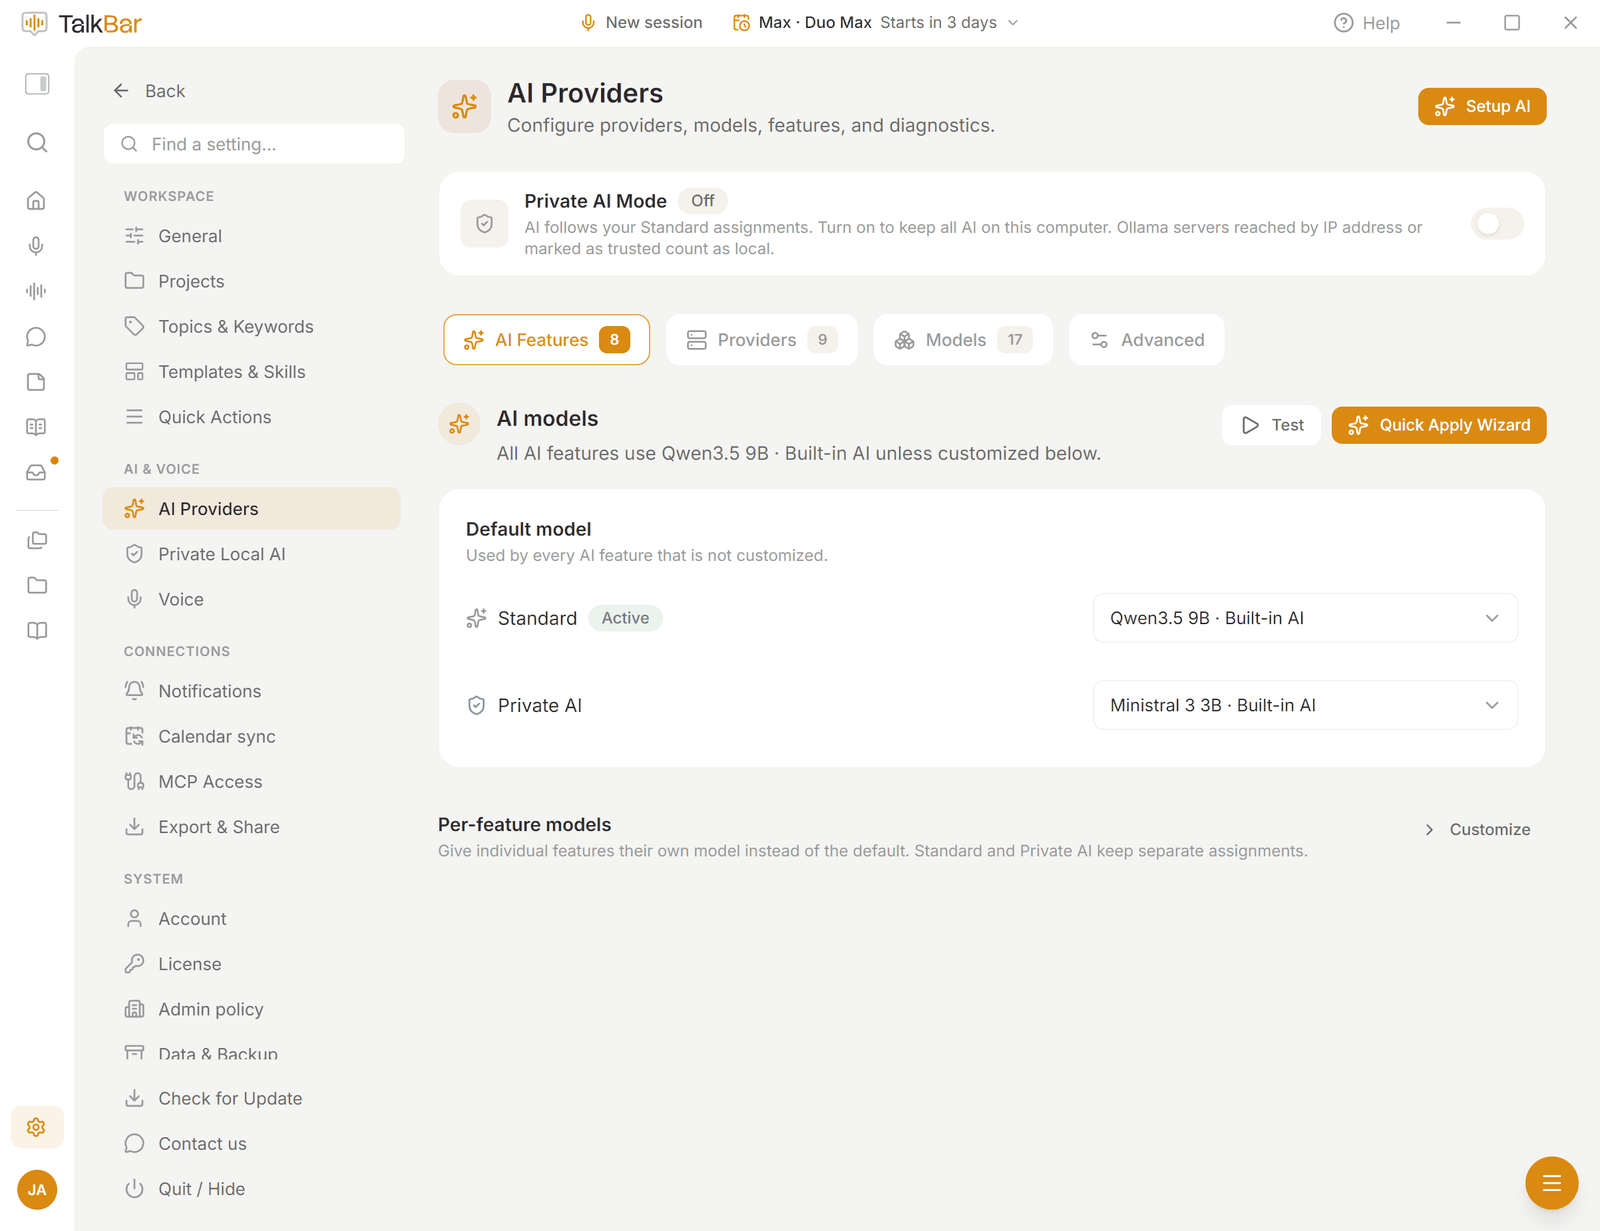 TalkBar
New session
Max · Duo Max Starts in 3 days
Help
Back
Find a setting...
WORKSPACE
General
Projects
Topics & Keywords
Templates & Skills
Quick Actions
AI & VOICE
AI Providers
Private Local AI
Voice
CONNECTIONS
Notifications
Calendar sync
MCP Access
Export & Share
SYSTEM
Account
License
Admin policy
Data & Backup
Check for Update
Contact us
Quit / Hide
JA
AI Providers
Configure providers, models, features, and diagnostics.
Setup AI
Private AI Mode Off
AI follows your Standard assignments. Turn on to keep all AI on this computer. Ollama servers reached by IP address or
marked as trusted count as local.
AI Features 8
Providers 9
Models 17
Advanced
AI models
All AI features use Qwen3.5 9B · Built-in AI unless customized below.
Test
Quick Apply Wizard
Default model
Used by every AI feature that is not customized.
Standard Active
Qwen3.5 9B · Built-in AI
Private AI
Ministral 3 3B · Built-in AI
Per-feature models
Give individual features their own model instead of the default. Standard and Private AI keep separate assignments.
Customize